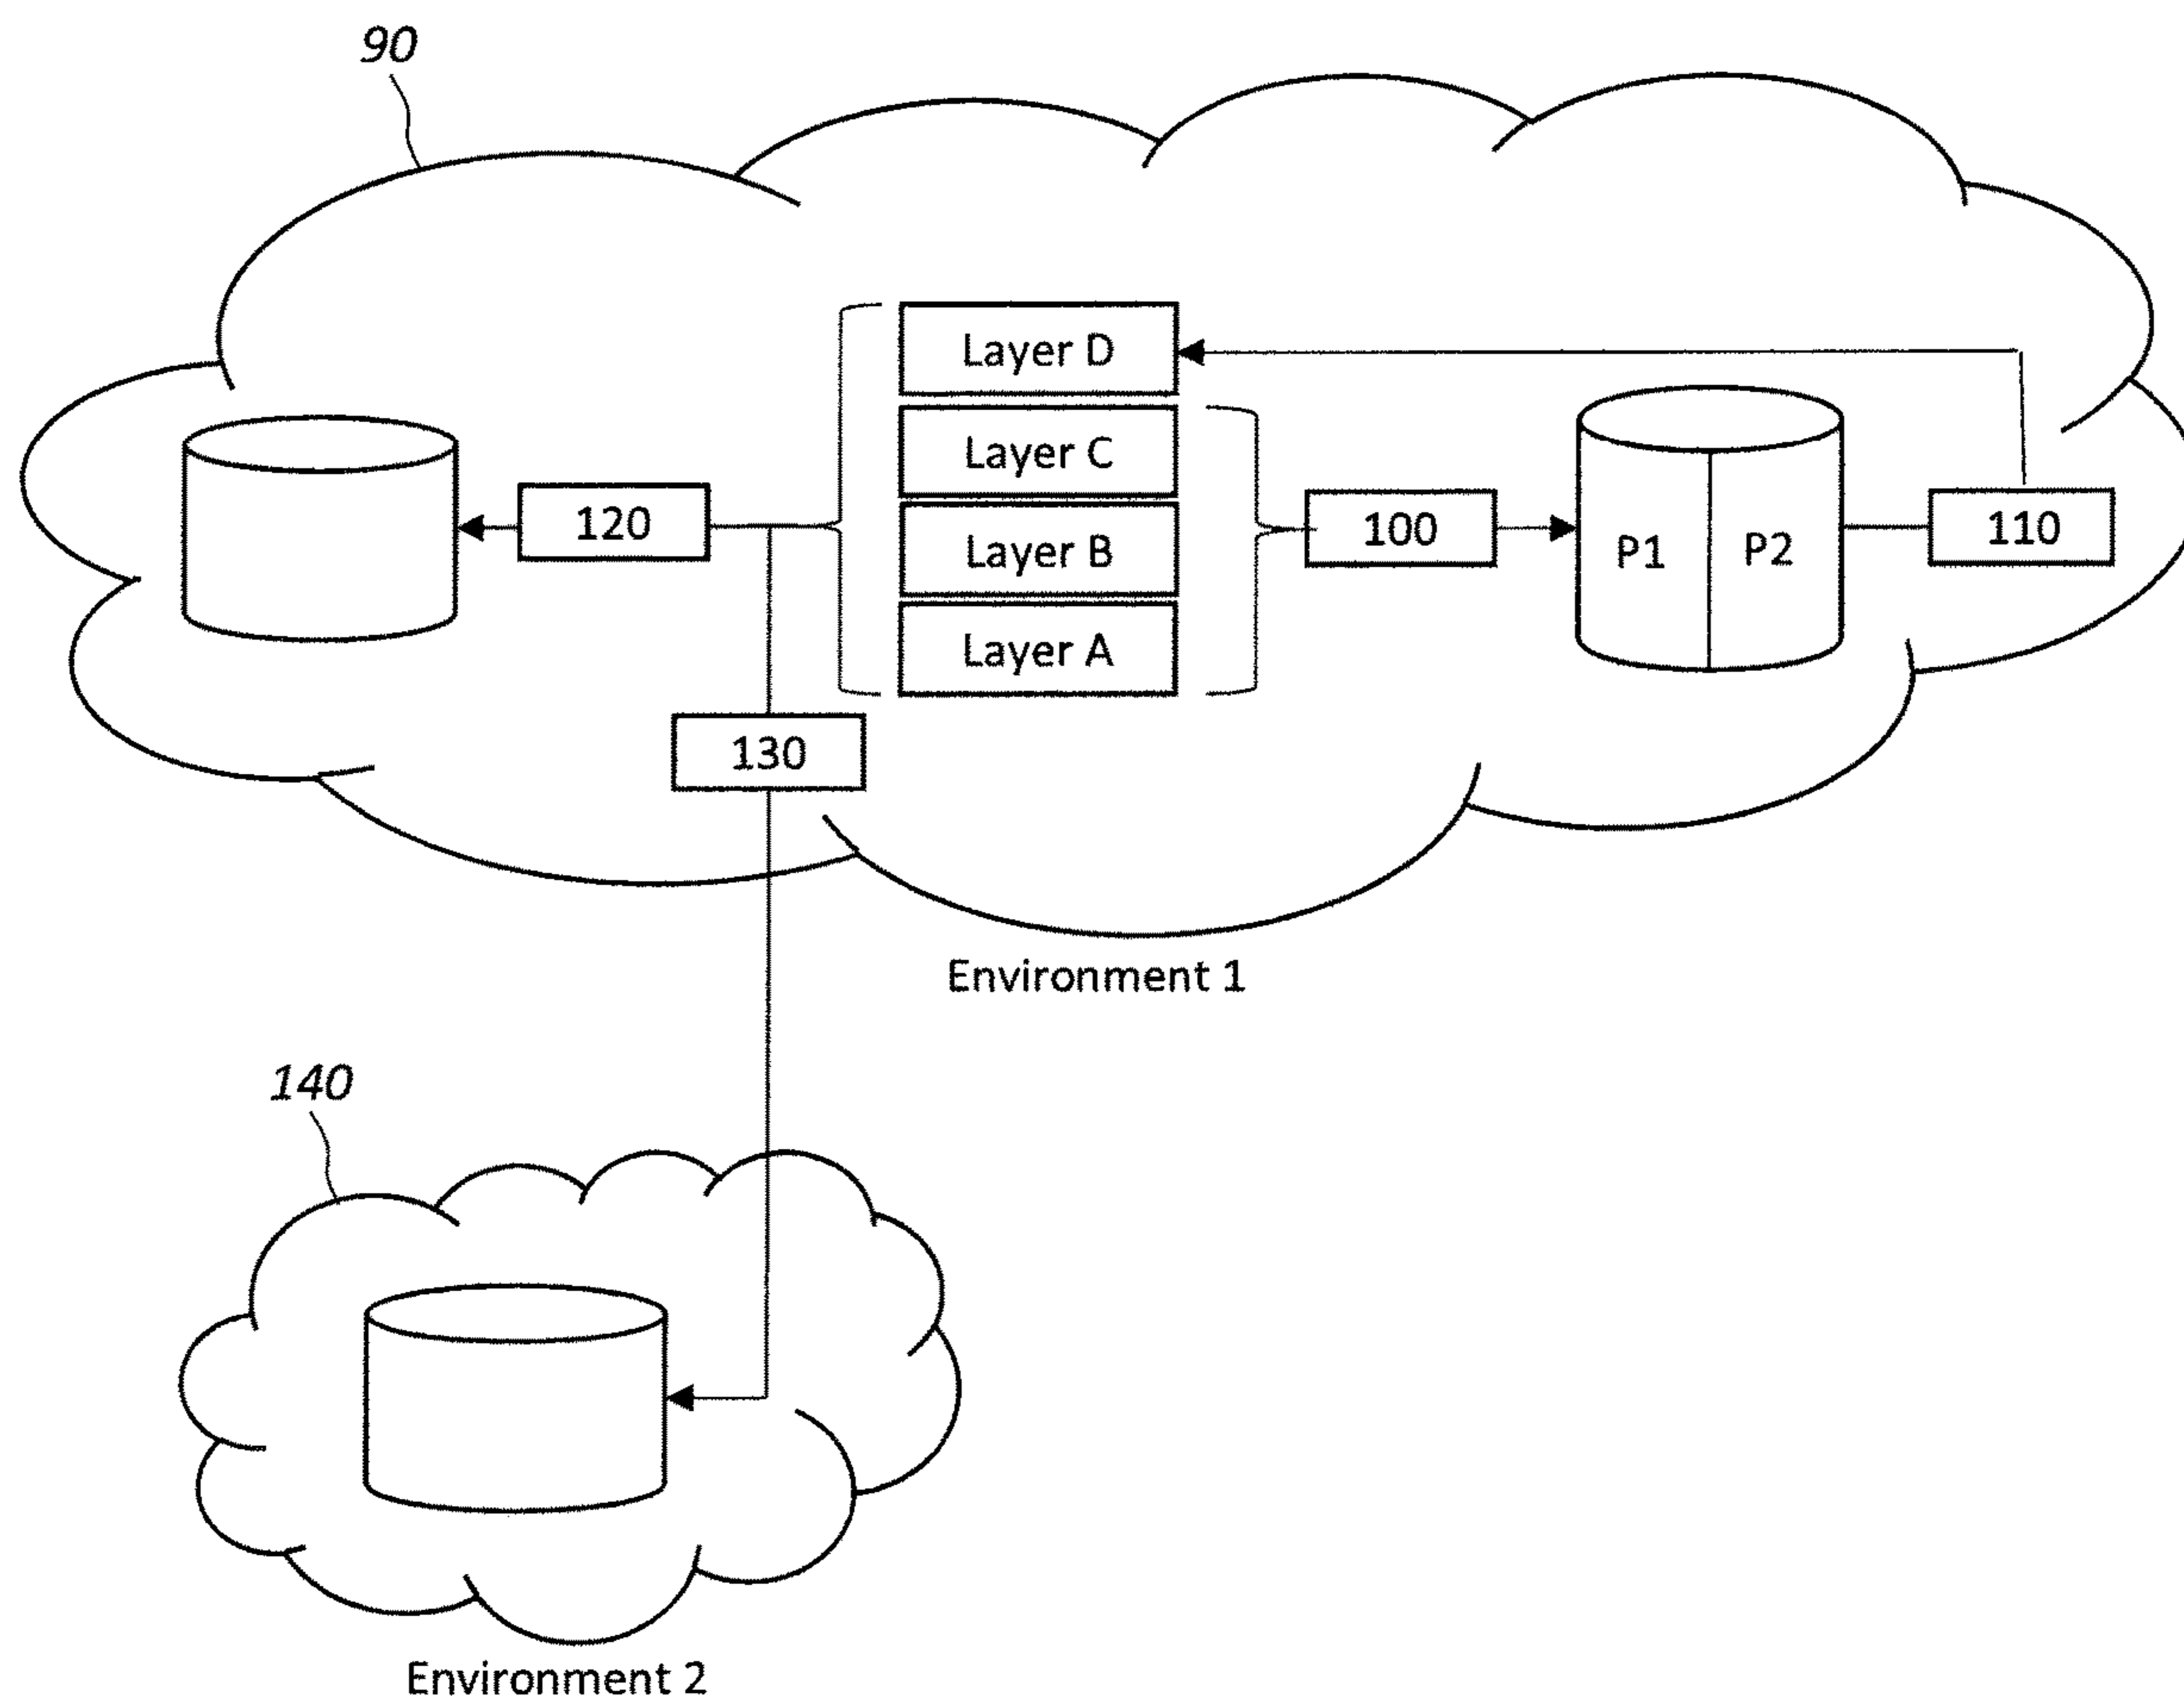 90
Layer D
Layer C
Layer B
Layer A
120
100
P1
P2
110
130
Environment 1
140
Environment 2